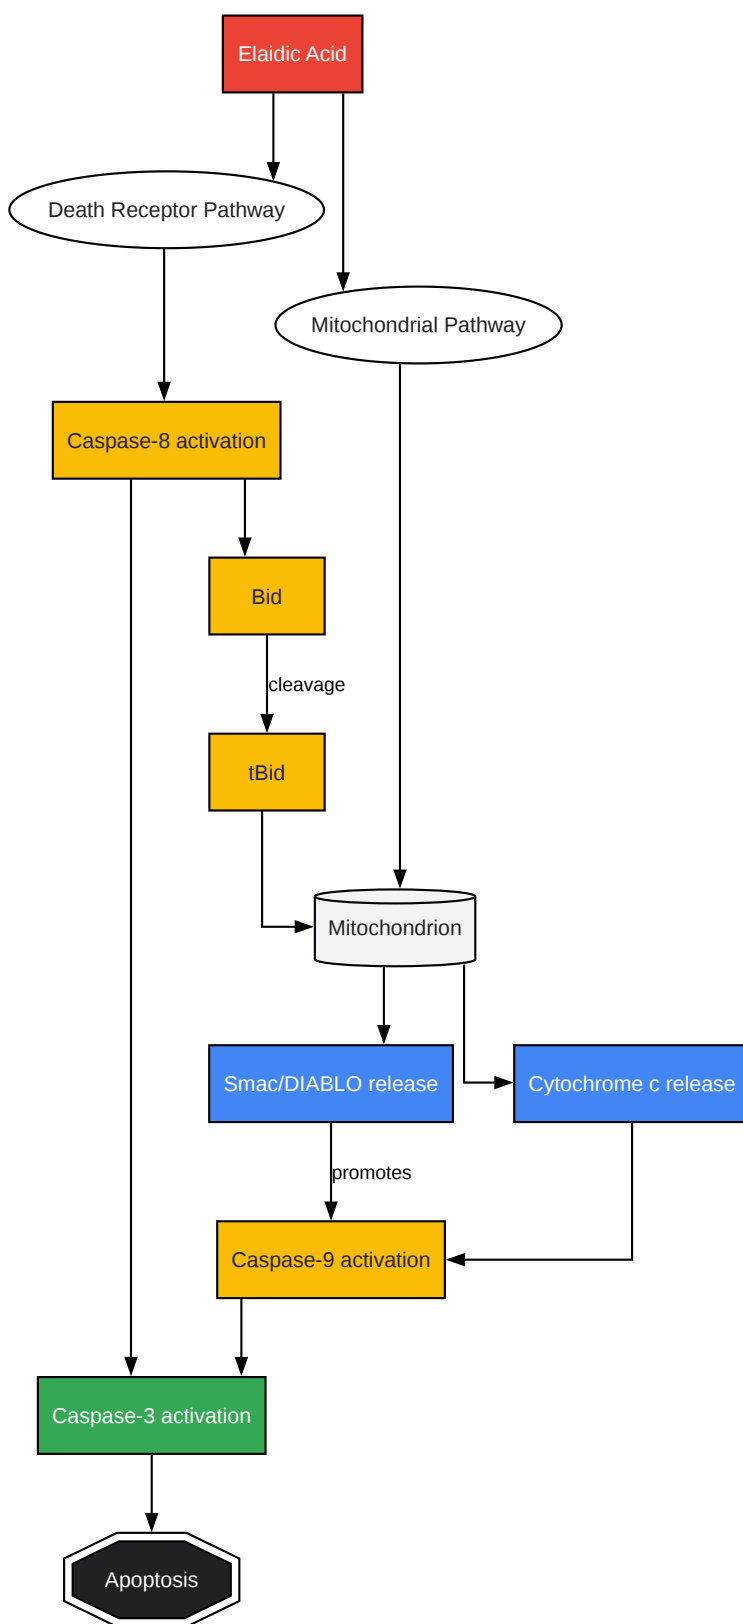 Elaidic Acid
Death Receptor Pathway
Mitochondrial Pathway
Caspase-8 activation
Bid
cleavage
tBid
Mitochondrion
Smac/DIABLO release
Cytochrome c release
promotes
Caspase-9 activation
Caspase-3 activation
Apoptosis